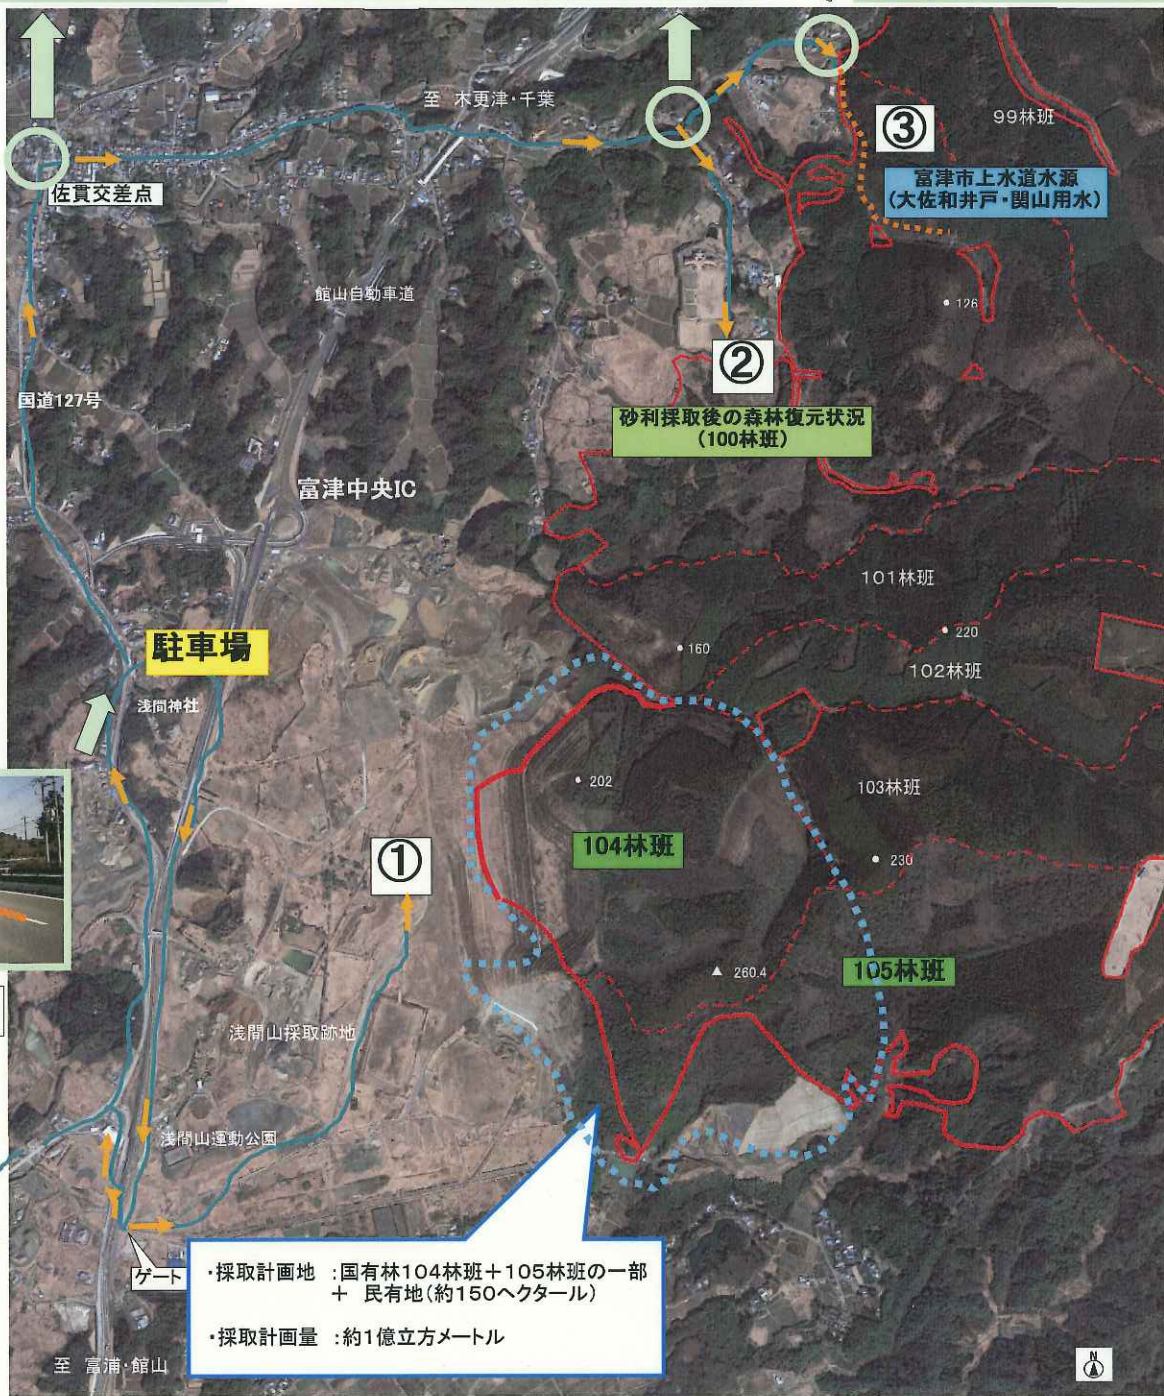 至 木更津・千葉
佐貫交差点
③
99林班
富津市上水道水源
(大佐和井戸・関山用水)
館山自動車道
・126
国道127号
②
砂利採取後の森林復元状況
(100林班)
富津中央IC
101林班
・220
・160
102林班
駐車場
浅間神社
・202
103林班
104林班
・230
①
▲ 260.4
105林班
浅間山採取跡地
浅間山運動公園
ゲート
・採取計画地 :国有林104林班+105林班の一部
+ 民有地(約150ヘクタール)
・採取計画量 :約1億立方メートル
至 富浦・館山
N